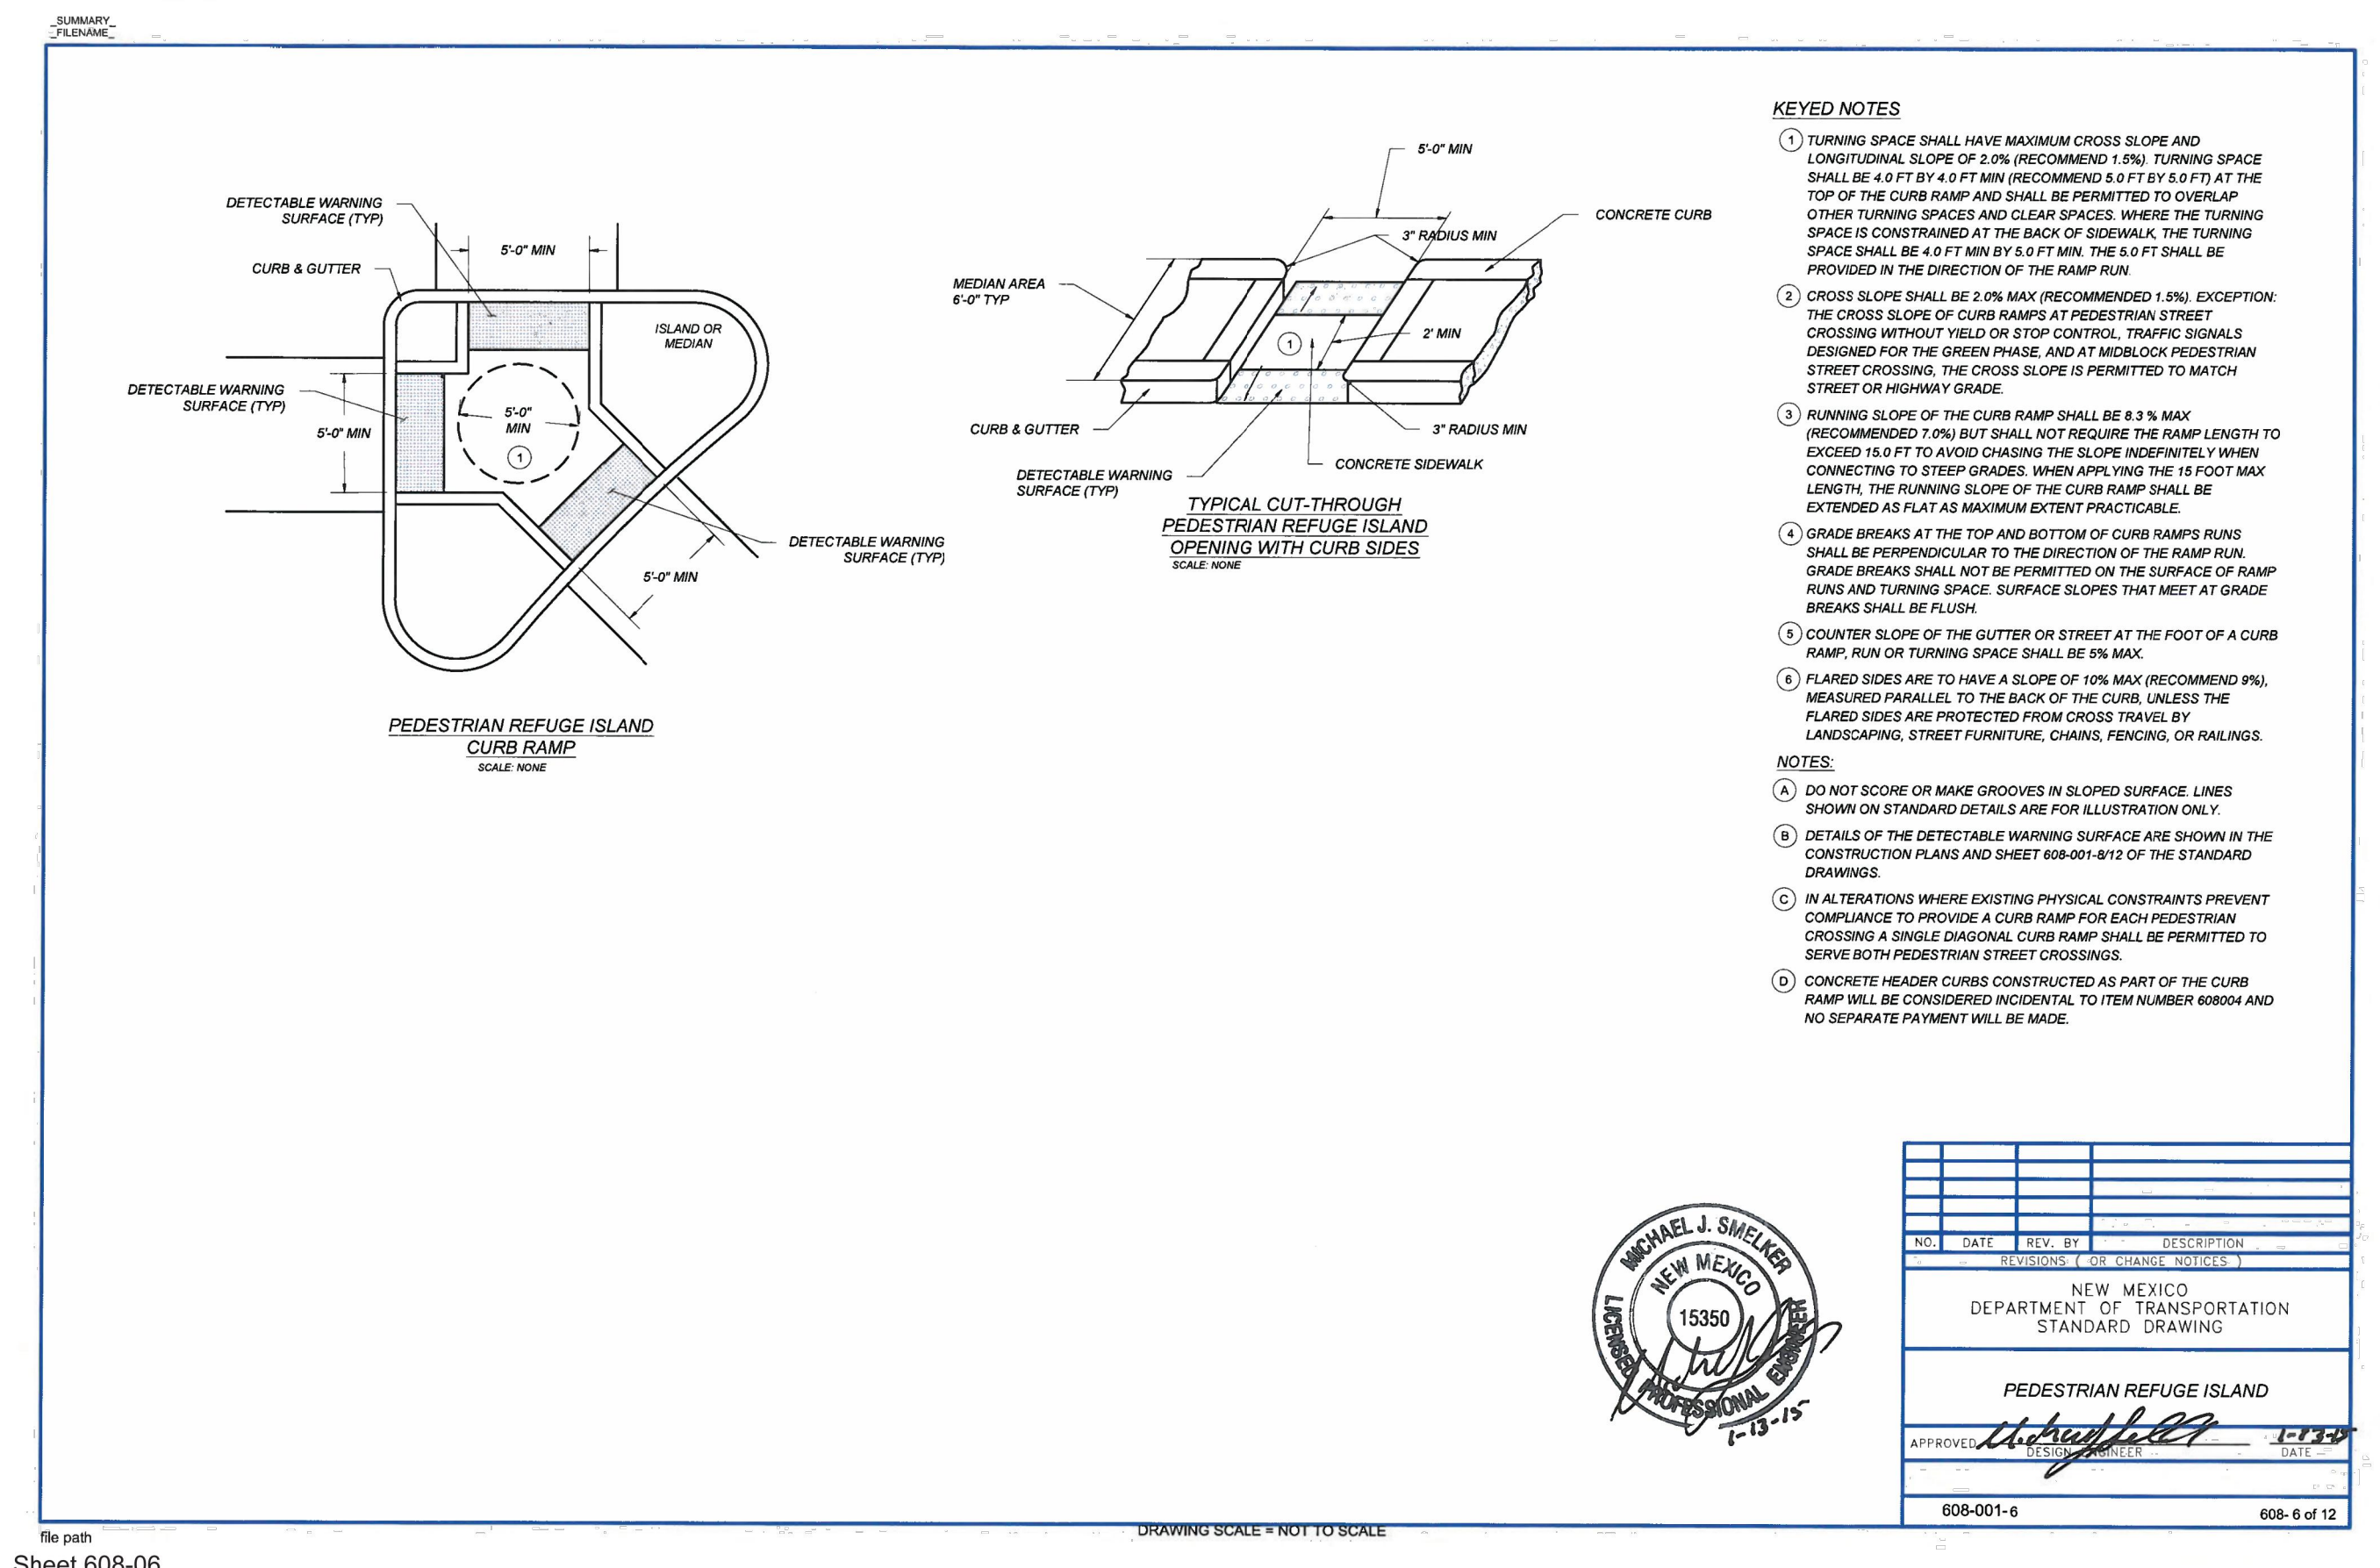 _SUMMARY_
_FILENAME_
DETECTABLE WARNING
SURFACE (TYP)
5'-0" MIN
CURB & GUTTER
ISLAND OR
MEDIAN
DETECTABLE WARNING
SURFACE (TYP)
5'-0" MIN
5'-0"
MIN
1
DETECTABLE WARNING
SURFACE (TYP)
5'-0" MIN
PEDESTRIAN REFUGE ISLAND
CURB RAMP
SCALE: NONE
5'-0" MIN
CONCRETE CURB
3" RADIUS MIN
MEDIAN AREA
6'-0" TYP
1
2' MIN
CURB & GUTTER
3" RADIUS MIN
CONCRETE SIDEWALK
DETECTABLE WARNING
SURFACE (TYP)
TYPICAL CUT-THROUGH
PEDESTRIAN REFUGE ISLAND
OPENING WITH CURB SIDES
SCALE: NONE
KEYED NOTES
1 TURNING SPACE SHALL HAVE MAXIMUM CROSS SLOPE AND
LONGITUDINAL SLOPE OF 2.0% (RECOMMEND 1.5%). TURNING SPACE
SHALL BE 4.0 FT BY 4.0 FT MIN (RECOMMEND 5.0 FT BY 5.0 FT) AT THE
TOP OF THE CURB RAMP AND SHALL BE PERMITTED TO OVERLAP
OTHER TURNING SPACES AND CLEAR SPACES. WHERE THE TURNING
SPACE IS CONSTRAINED AT THE BACK OF SIDEWALK, THE TURNING
SPACE SHALL BE 4.0 FT MIN BY 5.0 FT MIN. THE 5.0 FT SHALL BE
PROVIDED IN THE DIRECTION OF THE RAMP RUN.
2 CROSS SLOPE SHALL BE 2.0% MAX (RECOMMENDED 1.5%). EXCEPTION:
THE CROSS SLOPE OF CURB RAMPS AT PEDESTRIAN STREET
CROSSING WITHOUT YIELD OR STOP CONTROL, TRAFFIC SIGNALS
DESIGNED FOR THE GREEN PHASE, AND AT MIDBLOCK PEDESTRIAN
STREET CROSSING, THE CROSS SLOPE IS PERMITTED TO MATCH
STREET OR HIGHWAY GRADE.
3 RUNNING SLOPE OF THE CURB RAMP SHALL BE 8.3 % MAX
(RECOMMENDED 7.0%) BUT SHALL NOT REQUIRE THE RAMP LENGTH TO
EXCEED 15.0 FT TO AVOID CHASING THE SLOPE INDEFINITELY WHEN
CONNECTING TO STEEP GRADES. WHEN APPLYING THE 15 FOOT MAX
LENGTH, THE RUNNING SLOPE OF THE CURB RAMP SHALL BE
EXTENDED AS FLAT AS MAXIMUM EXTENT PRACTICABLE.
4 GRADE BREAKS AT THE TOP AND BOTTOM OF CURB RAMPS RUNS
SHALL BE PERPENDICULAR TO THE DIRECTION OF THE RAMP RUN.
GRADE BREAKS SHALL NOT BE PERMITTED ON THE SURFACE OF RAMP
RUNS AND TURNING SPACE. SURFACE SLOPES THAT MEET AT GRADE
BREAKS SHALL BE FLUSH.
5 COUNTER SLOPE OF THE GUTTER OR STREET AT THE FOOT OF A CURB
RAMP, RUN OR TURNING SPACE SHALL BE 5% MAX.
6 FLARED SIDES ARE TO HAVE A SLOPE OF 10% MAX (RECOMMEND 9%),
MEASURED PARALLEL TO THE BACK OF THE CURB, UNLESS THE
FLARED SIDES ARE PROTECTED FROM CROSS TRAVEL BY
LANDSCAPING, STREET FURNITURE, CHAINS, FENCING, OR RAILINGS.
NOTES:
A DO NOT SCORE OR MAKE GROOVES IN SLOPED SURFACE. LINES
SHOWN ON STANDARD DETAILS ARE FOR ILLUSTRATION ONLY.
B DETAILS OF THE DETECTABLE WARNING SURFACE ARE SHOWN IN THE
CONSTRUCTION PLANS AND SHEET 608-001-8/12 OF THE STANDARD
DRAWINGS.
C IN ALTERATIONS WHERE EXISTING PHYSICAL CONSTRAINTS PREVENT
COMPLIANCE TO PROVIDE A CURB RAMP FOR EACH PEDESTRIAN
CROSSING A SINGLE DIAGONAL CURB RAMP SHALL BE PERMITTED TO
SERVE BOTH PEDESTRIAN STREET CROSSINGS.
D CONCRETE HEADER CURBS CONSTRUCTED AS PART OF THE CURB
RAMP WILL BE CONSIDERED INCIDENTAL TO ITEM NUMBER 608004 AND
NO SEPARATE PAYMENT WILL BE MADE.
MICHAEL J. SMELKER
NEW MEXICO
15350
LICENSED PROFESSIONAL ENGINEER
1-13-15
NO. DATE REV. BY DESCRIPTION
REVISIONS ( OR CHANGE NOTICES )
NEW MEXICO
DEPARTMENT OF TRANSPORTATION
STANDARD DRAWING
PEDESTRIAN REFUGE ISLAND
APPROVED 1-13-15
DESIGN ENGINEER DATE
608-001-6 608- 6 of 12
DRAWING SCALE = NOT TO SCALE
file path
Sheet 608-06